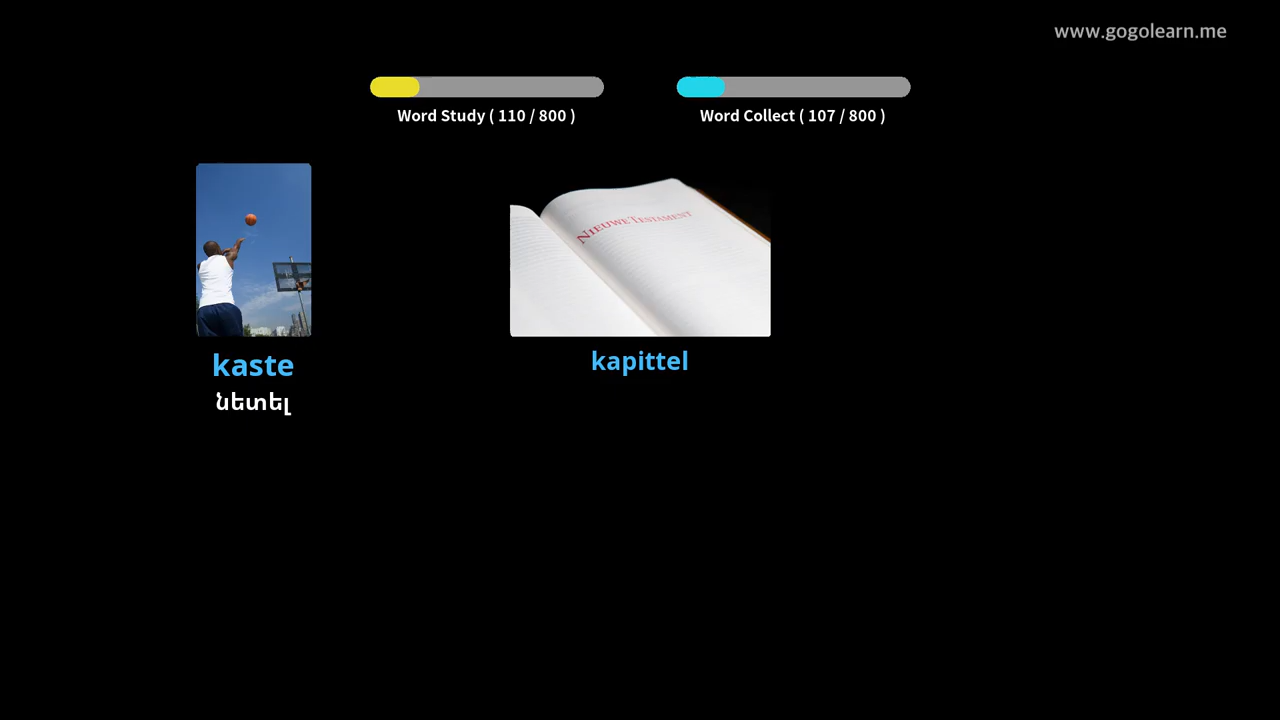 www.gogolearn.me
Word Study ( 110 / 800 )
Word Collect ( 107 / 800 )
NIEUWE TESTAMENT
kaste
kapittel
նետել